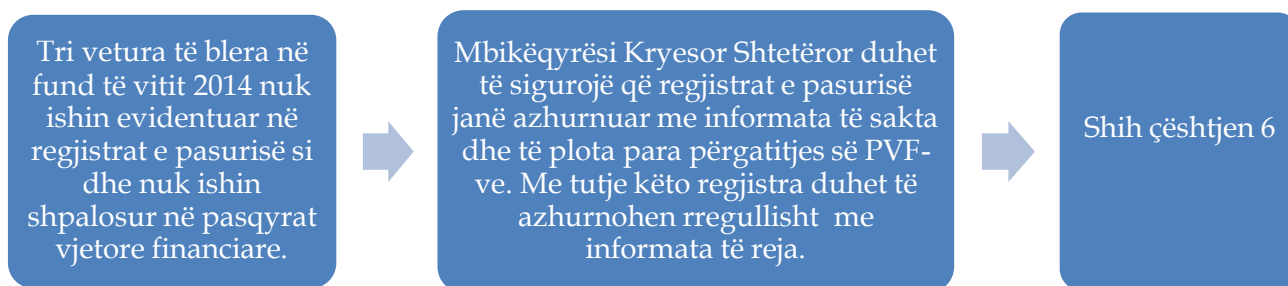 Tri vetura të blera në
fund të vitit 2014 nuk
ishin evidentuar në
regjistrat e pasurisë si
dhe nuk ishin
shpalosur në pasqyrat
vjetore financiare.
Mbikëqyrësi Kryesor Shtetëror duhet
të sigurojë që regjistrat e pasurisë
janë azhurnuar me informata të sakta
dhe të plota para përgatitjes së PVF-
ve. Me tutje këto regjistra duhet të
azhurnohen rregullisht me
informata të reja.
Shih çështjen 6